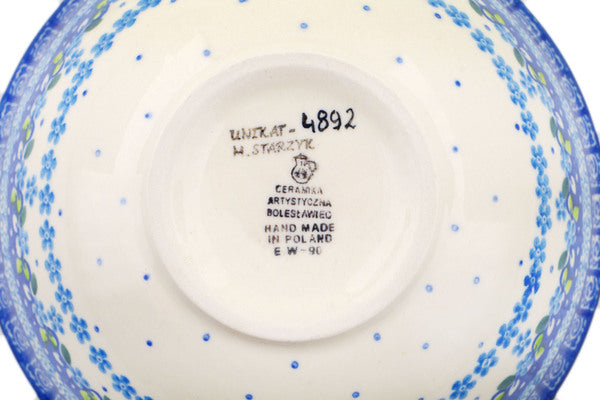 UNIKAT - 4892
W. STARZYK
CERAMIKA
ARTYSTYCZNA
BOLESŁAWIEC
HAND MADE
IN POLAND
E W-90